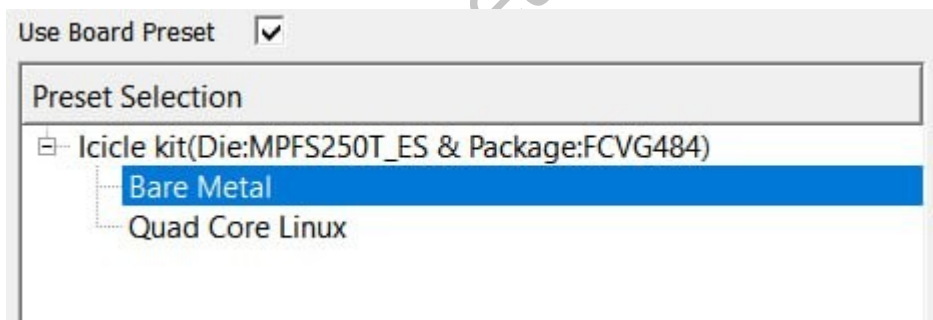 Use Board Preset
Preset Selection
Icicle kit(Die:MPFS250T_ES & Package:FCVG484)
Bare Metal
Quad Core Linux